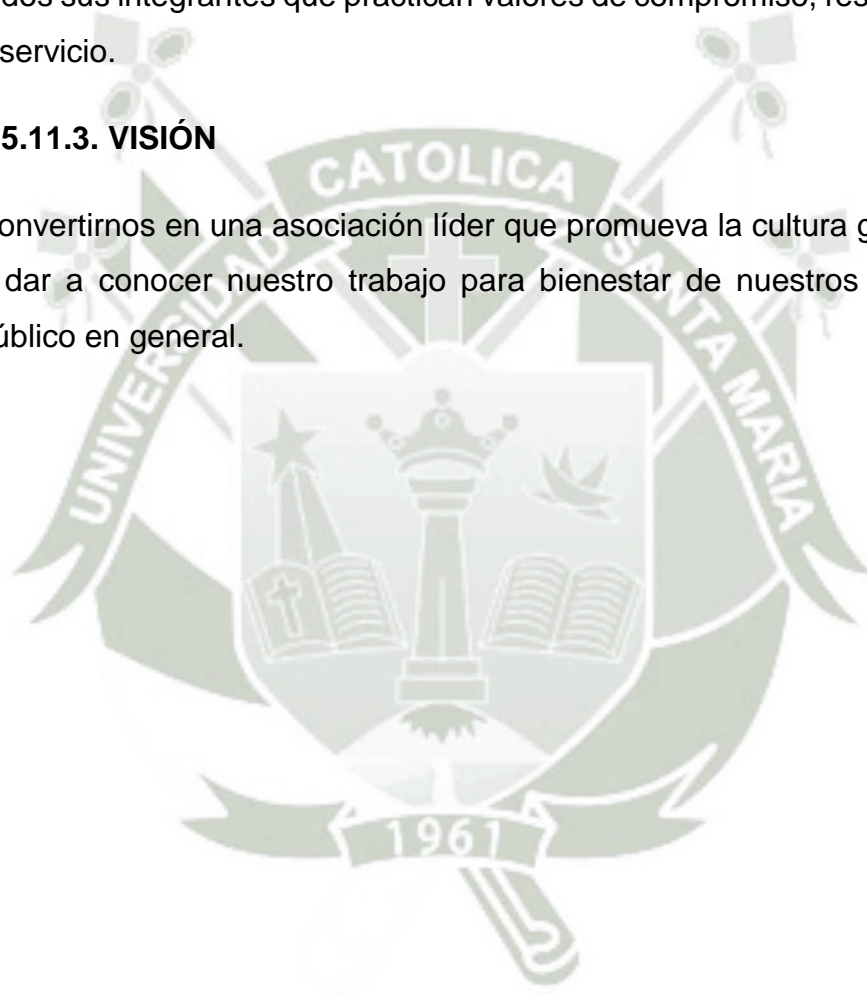 dos sus integrantes que practican valores de compromiso, res
servicio.
5.11.3. VISIÓN
onvertirnos en una asociación líder que promueva la cultura g
dar a conocer nuestro trabajo para bienestar de nuestros
úblico en general.
UNIVERSIDAD CATOLICA SANTA MARIA
1961